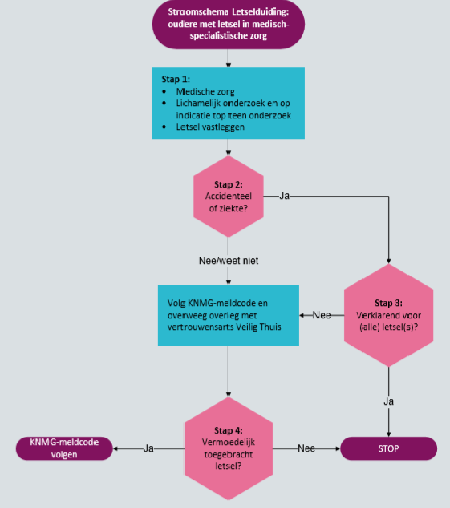 Stroomschema Letselduiding:
oudere met letsel in medisch-
specialistische zorg
Stap 1:
• Medische zorg
• Lichamelijk onderzoek en op
indicatie top teen onderzoek
• Letsel vastleggen
Stap 2:
Accidenteel
of ziekte?
Ja
Nee/weet niet
Volg KNMG-meldcode en
overweeg overleg met
vertrouwensarts Veilig Thuis
Nee
Stap 3:
Verklarend voor
(alle) letsel(s)?
Ja
Stap 4:
Vermoedelijk
toegebracht
letsel?
KNMG-meldcode
volgen
Ja
Nee
STOP